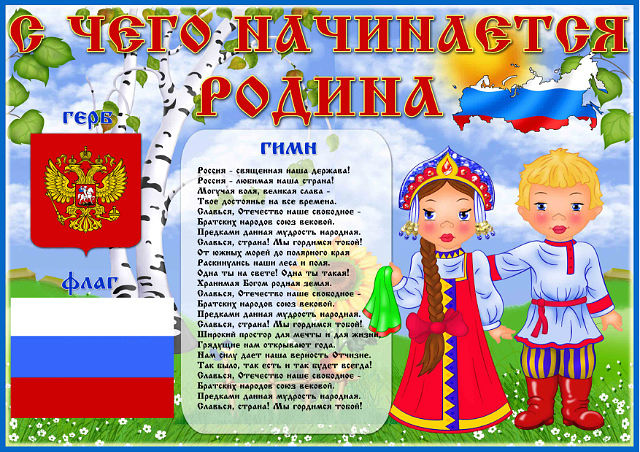 С ЧЕГО НАЧИНАЕТСЯ
РОДИНА
ГЕРБ
ФЛАГ
ГИМН
Россия - священная наша держава!
Россия - любимая наша страна!
Могучая воля, великая слава -
Твое достоянье на все времена.
Славься, Отечество наше свободное -
Братских народов союз вековой.
Предками данная мудрость народная.
Славься, страна! Мы гордимся тобой!
От южных морей до полярного края
Раскинулись наши леса и поля.
Одна ты на свете! Одна ты такая!
Хранимая Богом родная земля.
Славься, Отечество наше свободное -
Братских народов союз вековой.
Предками данная мудрость народная.
Славься, страна! Мы гордимся тобой!
Широкий простор для мечты и для жизни,
Грядущие нам открывают года.
Нам силу дает наша верность Отчизне.
Так было, так есть и так будет всегда!
Славься, Отечество наше свободное -
Братских народов союз вековой.
Предками данная мудрость народная.
Славься, страна! Мы гордимся тобой!